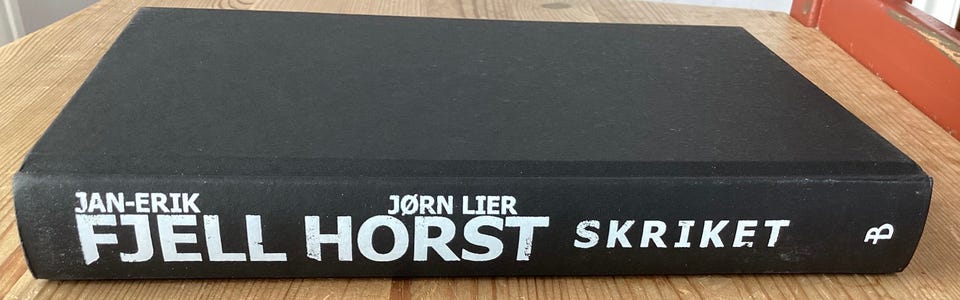 JAN-ERIK
FJELL
JØRN LIER
HORST
SKRIKET